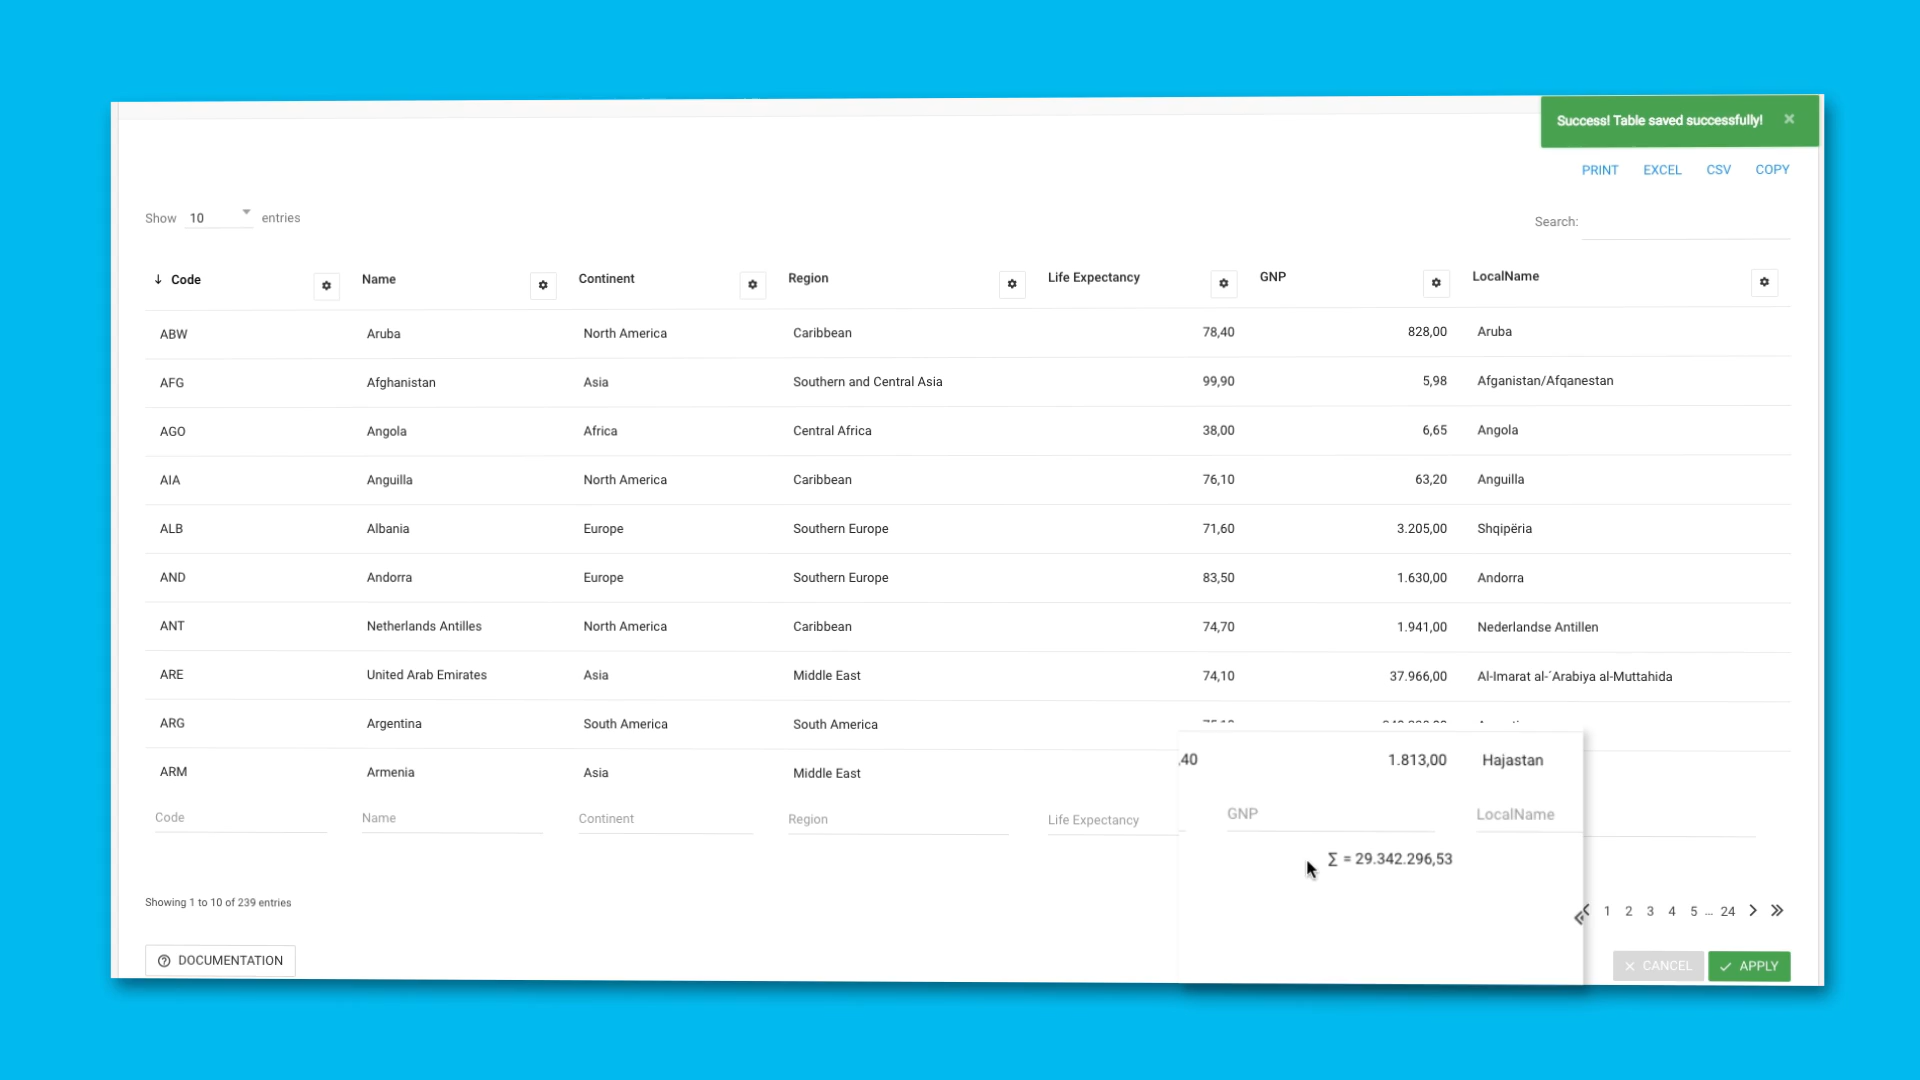 Success! Table saved successfully!
PRINT EXCEL CSV COPY
Show 10 entries
Search:
Code Name Continent Region Life Expectancy GNP LocalName
ABW Aruba North America Caribbean 78,40 828,00 Aruba
AFG Afghanistan Asia Southern and Central Asia 99,90 5,98 Afganistan/Afqanestan
AGO Angola Africa Central Africa 38,00 6,65 Angola
AIA Anguilla North America Caribbean 76,10 63,20 Anguilla
ALB Albania Europe Southern Europe 71,60 3.205,00 Shqipëria
AND Andorra Europe Southern Europe 83,50 1.630,00 Andorra
ANT Netherlands Antilles North America Caribbean 74,70 1.941,00 Nederlandse Antillen
ARE United Arab Emirates Asia Middle East 74,10 37.966,00 Al-Imarat al-´Arabiya al-Muttahida
ARG Argentina South America South America
ARM Armenia Asia Middle East ,40 1.813,00 Hajastan
Code Name Continent Region Life Expectancy GNP LocalName
Σ = 29.342.296,53
Showing 1 to 10 of 239 entries
1 2 3 4 5 ... 24
DOCUMENTATION
CANCEL APPLY